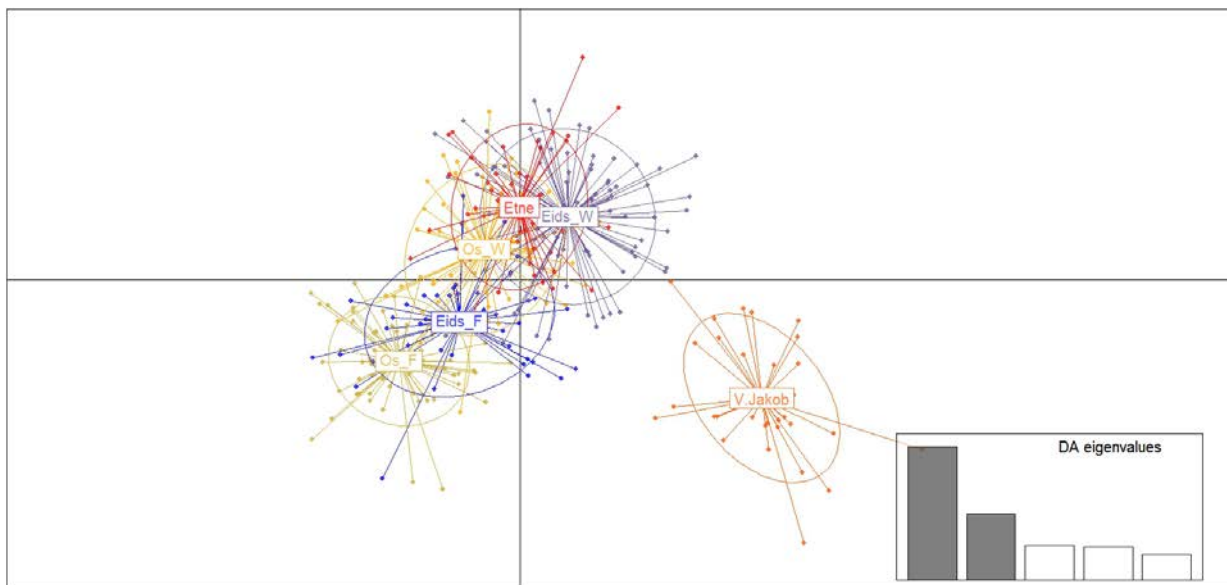 Etne
Eids_W
Os_W
Eids_F
Os_F
V.Jakob
DA eigenvalues